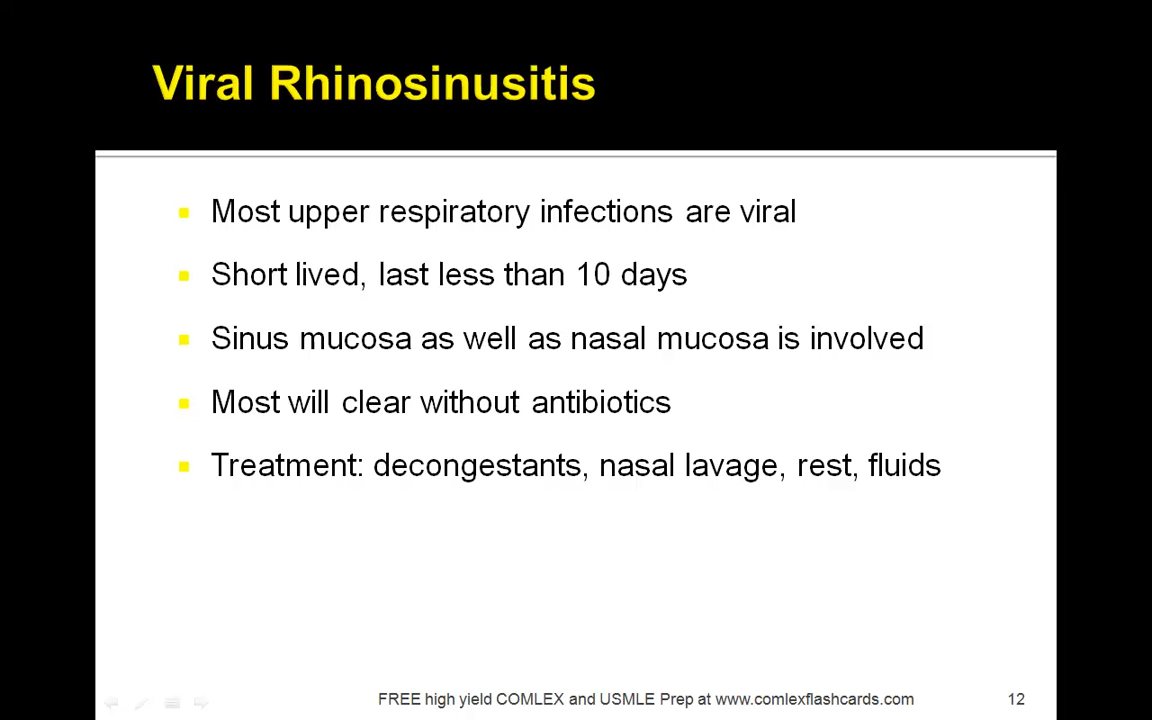 Viral Rhinosinusitis
Most upper respiratory infections are viral
Short lived, last less than 10 days
Sinus mucosa as well as nasal mucosa is involved
Most will clear without antibiotics
Treatment: decongestants, nasal lavage, rest, fluids
FREE high yield COMLEX and USMLE Prep at www.comlexflashcards.com 12